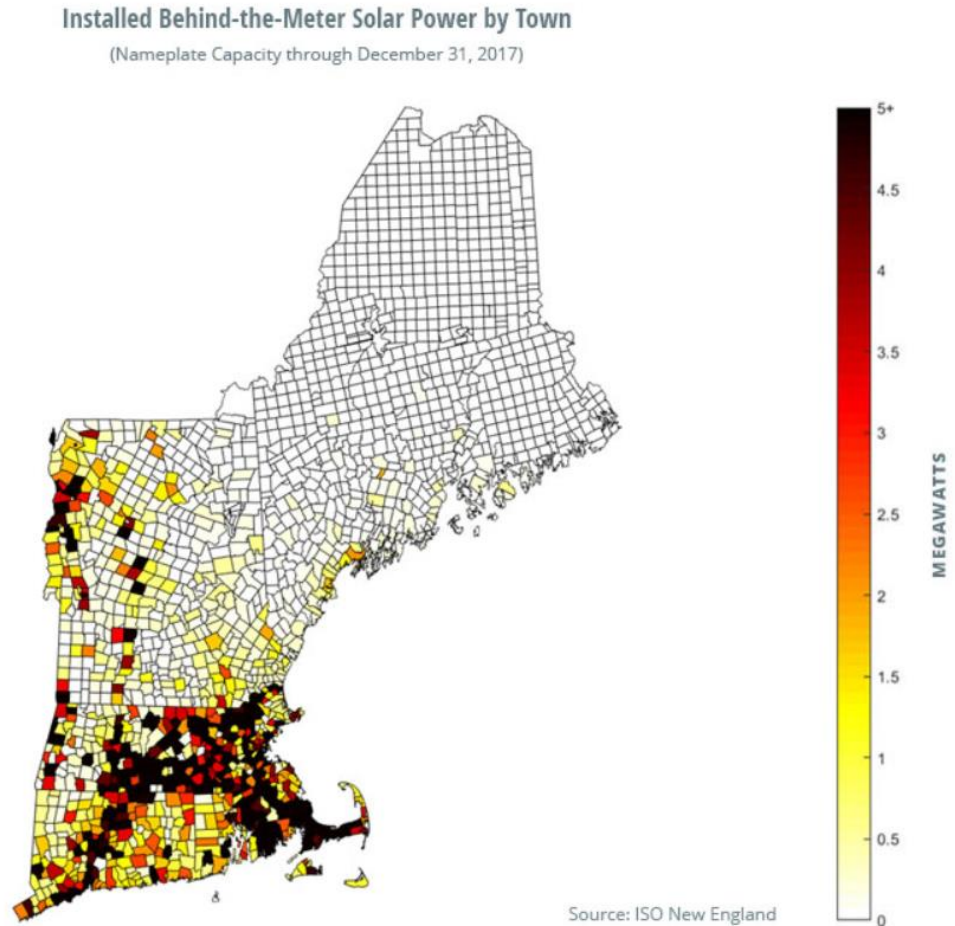 Installed Behind-the-Meter Solar Power by Town
(Nameplate Capacity through December 31, 2017)
5+
4.5
4
3.5
3
2.5
2
1.5
1
0.5
0
MEGAWATTS
Source: ISO New England